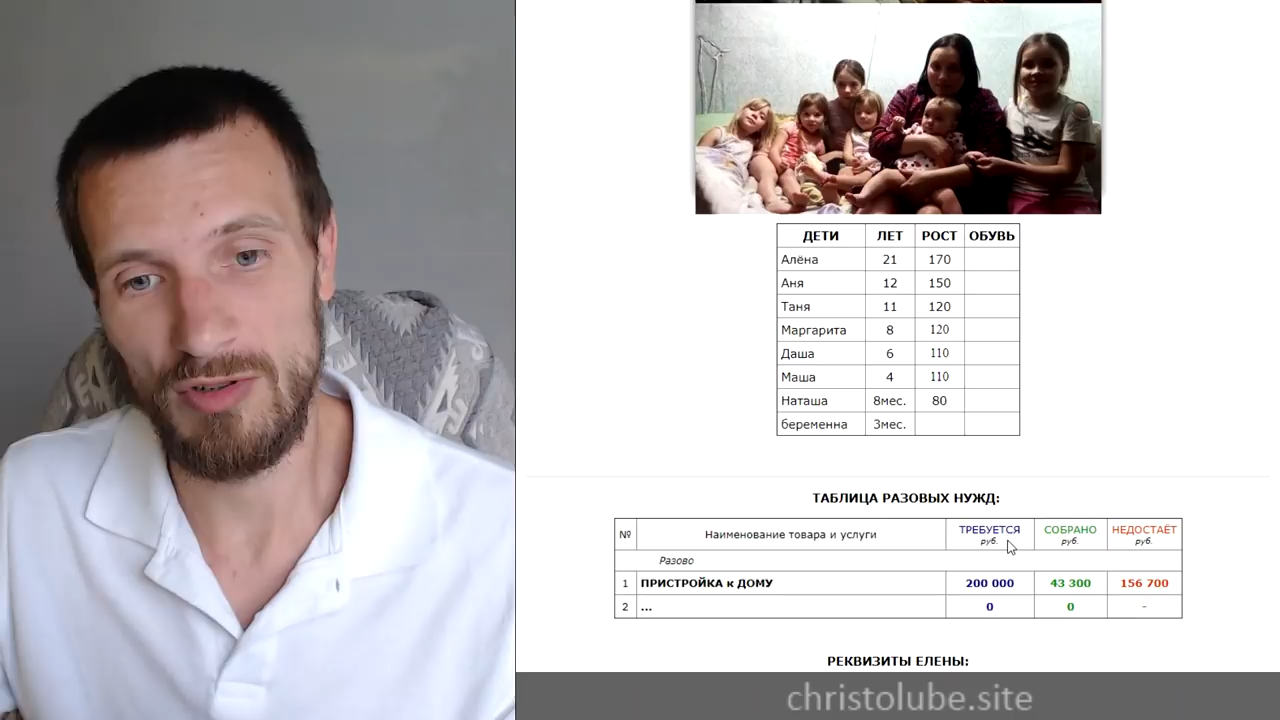 ДЕТИ ЛЕТ РОСТ ОБУВЬ
Алёна 21 170
Аня 12 150
Таня 11 120
Маргарита 8 120
Даша 6 110
Маша 4 110
Наташа 8мес. 80
беременна 3мес.
ТАБЛИЦА РАЗОВЫХ НУЖД:
№ Наименование товара и услуги ТРЕБУЕТСЯ руб. СОБРАНО руб. НЕДОСТАЁТ руб.
Разово
1 ПРИСТРОЙКА к ДОМУ 200 000 43 300 156 700
2 ... 0 0 -
РЕКВИЗИТЫ ЕЛЕНЫ:
christolube.site